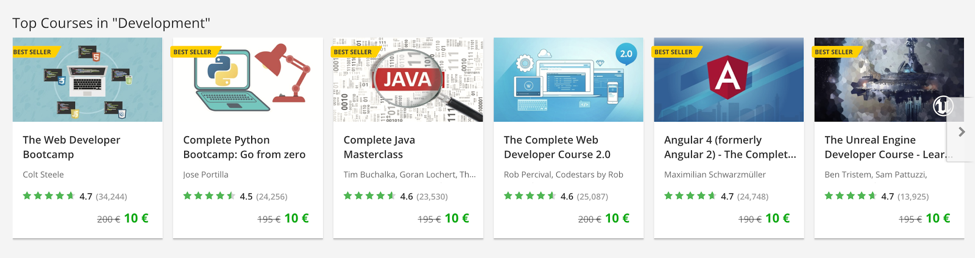 Top Courses in "Development"
BEST SELLER
The Web Developer
Bootcamp
Colt Steele
4.7 (34,244)
200 € 10 €
BEST SELLER
Complete Python
Bootcamp: Go from zero
Jose Portilla
4.5 (24,256)
195 € 10 €
BEST SELLER
JAVA
Complete Java
Masterclass
Tim Buchalka, Goran Lochert, Th...
4.6 (23,530)
195 € 10 €
2.0
The Complete Web
Developer Course 2.0
Rob Percival, Codestars by Rob
4.6 (25,087)
200 € 10 €
BEST SELLER
A
Angular 4 (formerly
Angular 2) - The Complet...
Maximilian Schwarzmüller
4.7 (24,748)
190 € 10 €
BEST SELLER
The Unreal Engine
Developer Course - Lear...
Ben Tristem, Sam Pattuzzi,
4.7 (13,925)
195 € 10 €